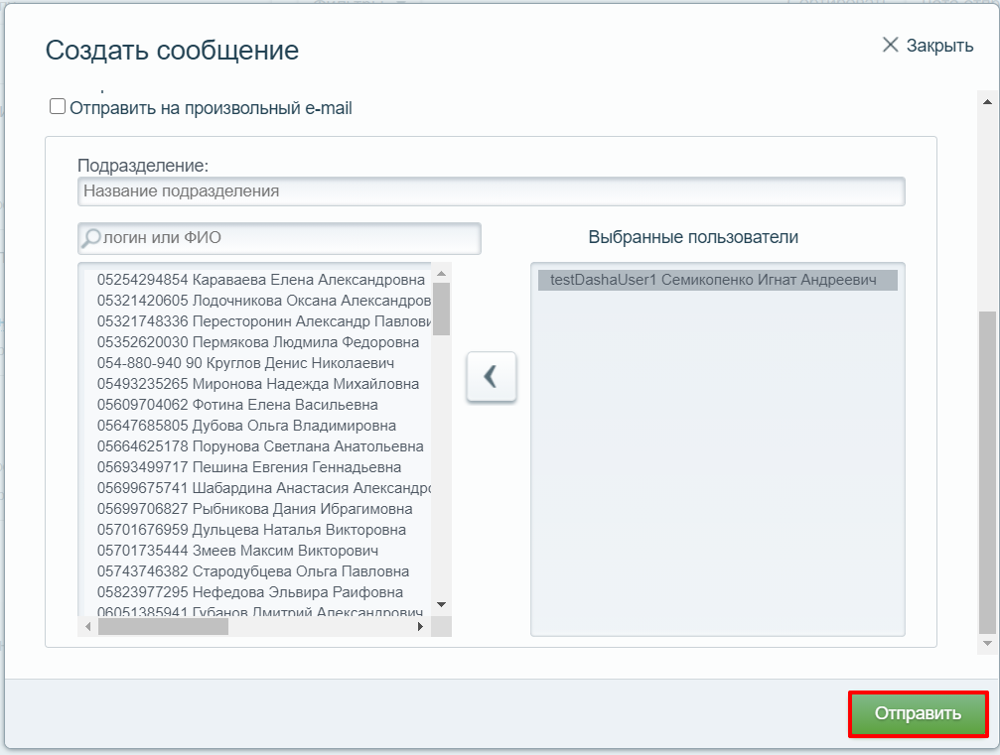 Создать сообщение
Закрыть
Отправить на произвольный e-mail
Подразделение:
Название подразделения
логин или ФИО
Выбранные пользователи
05254294854 Караваева Елена Александровна
05321420605 Лодочникова Оксана Александров
05321748336 Пересторонин Александр Павлови
05352620030 Пермякова Людмила Федоровна
054-880-940 90 Круглов Денис Николаевич
05493235265 Миронова Надежда Михайловна
05609704062 Фотина Елена Васильевна
05647685805 Дубова Ольга Владимировна
05664625178 Порунова Светлана Анатольевна
05693499717 Пешина Евгения Геннадьевна
05699675741 Шабардина Анастасия Александро
05699706827 Рыбникова Дания Ибрагимовна
05701676959 Дульцева Наталья Викторовна
05701735444 Змеев Максим Викторович
05743746382 Стародубцева Ольга Павловна
05823977295 Нефедова Эльвира Раифовна
06051385941 Губанов Дмитрий Александрович
testDashaUser1 Семикопенко Игнат Андреевич
Отправить